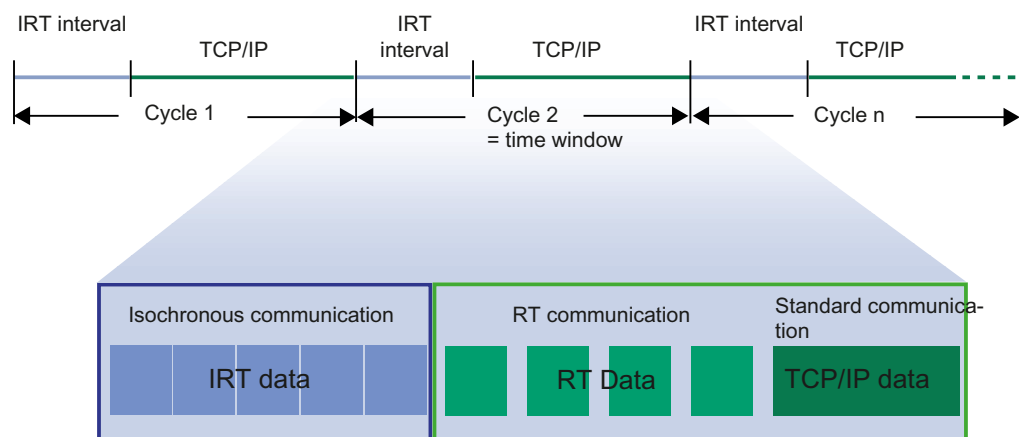 IRT interval
TCP/IP
IRT
interval
TCP/IP
IRT interval
TCP/IP
Cycle 1
Cycle 2
= time window
Cycle n
Isochronous communication
RT communication
Standard communica-
tion
IRT data
RT Data
TCP/IP data